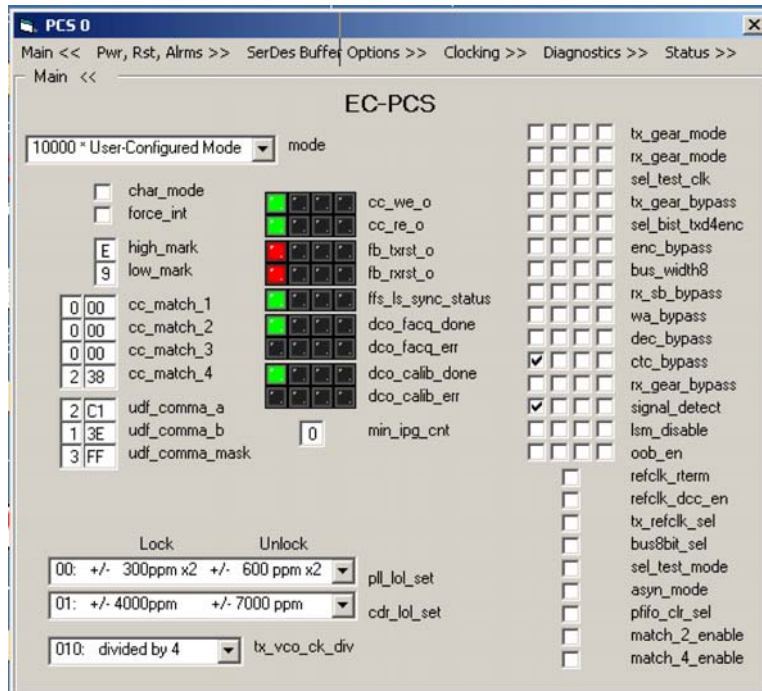 PCS 0
Main << Pwr, Rst, Alrms >> SerDes Buffer Options >> Clocking >> Diagnostics >> Status >>
Main <<
EC-PCS
10000 * User-Configured Mode mode
char_mode
force_int
E high_mark
9 low_mark
0 00 cc_match_1
0 00 cc_match_2
0 00 cc_match_3
2 38 cc_match_4
2 C1 udf_comma_a
1 3E udf_comma_b
3 FF udf_comma_mask
cc_we_o
cc_re_o
fb_txrst_o
fb_rxrst_o
ffs_ls_sync_status
dco_facq_done
dco_facq_err
dco_calib_done
dco_calib_err
0 min_ipg_cnt
tx_gear_mode
rx_gear_mode
sel_test_clk
tx_gear_bypass
sel_bist_txd4enc
enc_bypass
bus_width8
rx_sb_bypass
wa_bypass
dec_bypass
ctc_bypass
rx_gear_bypass
signal_detect
lsm_disable
oob_en
refclk_rterm
refclk_dcc_en
tx_refclk_sel
bus8bit_sel
sel_test_mode
asyn_mode
pfifo_clr_sel
match_2_enable
match_4_enable
Lock Unlock
00: +/- 300ppm x2 +/- 600 ppm x2 pll_lol_set
01: +/- 4000ppm +/- 7000 ppm cdr_lol_set
010: divided by 4 tx_vco_ck_div